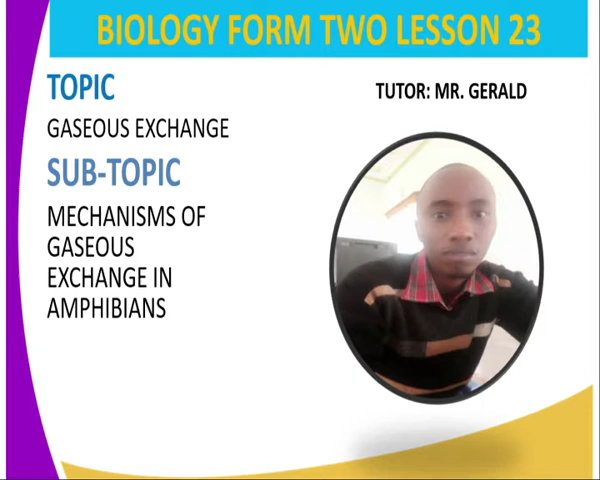 BIOLOGY FORM TWO LESSON 23
TOPIC
TUTOR: MR. GERALD
GASEOUS EXCHANGE
SUB-TOPIC
MECHANISMS OF
GASEOUS
EXCHANGE IN
AMPHIBIANS